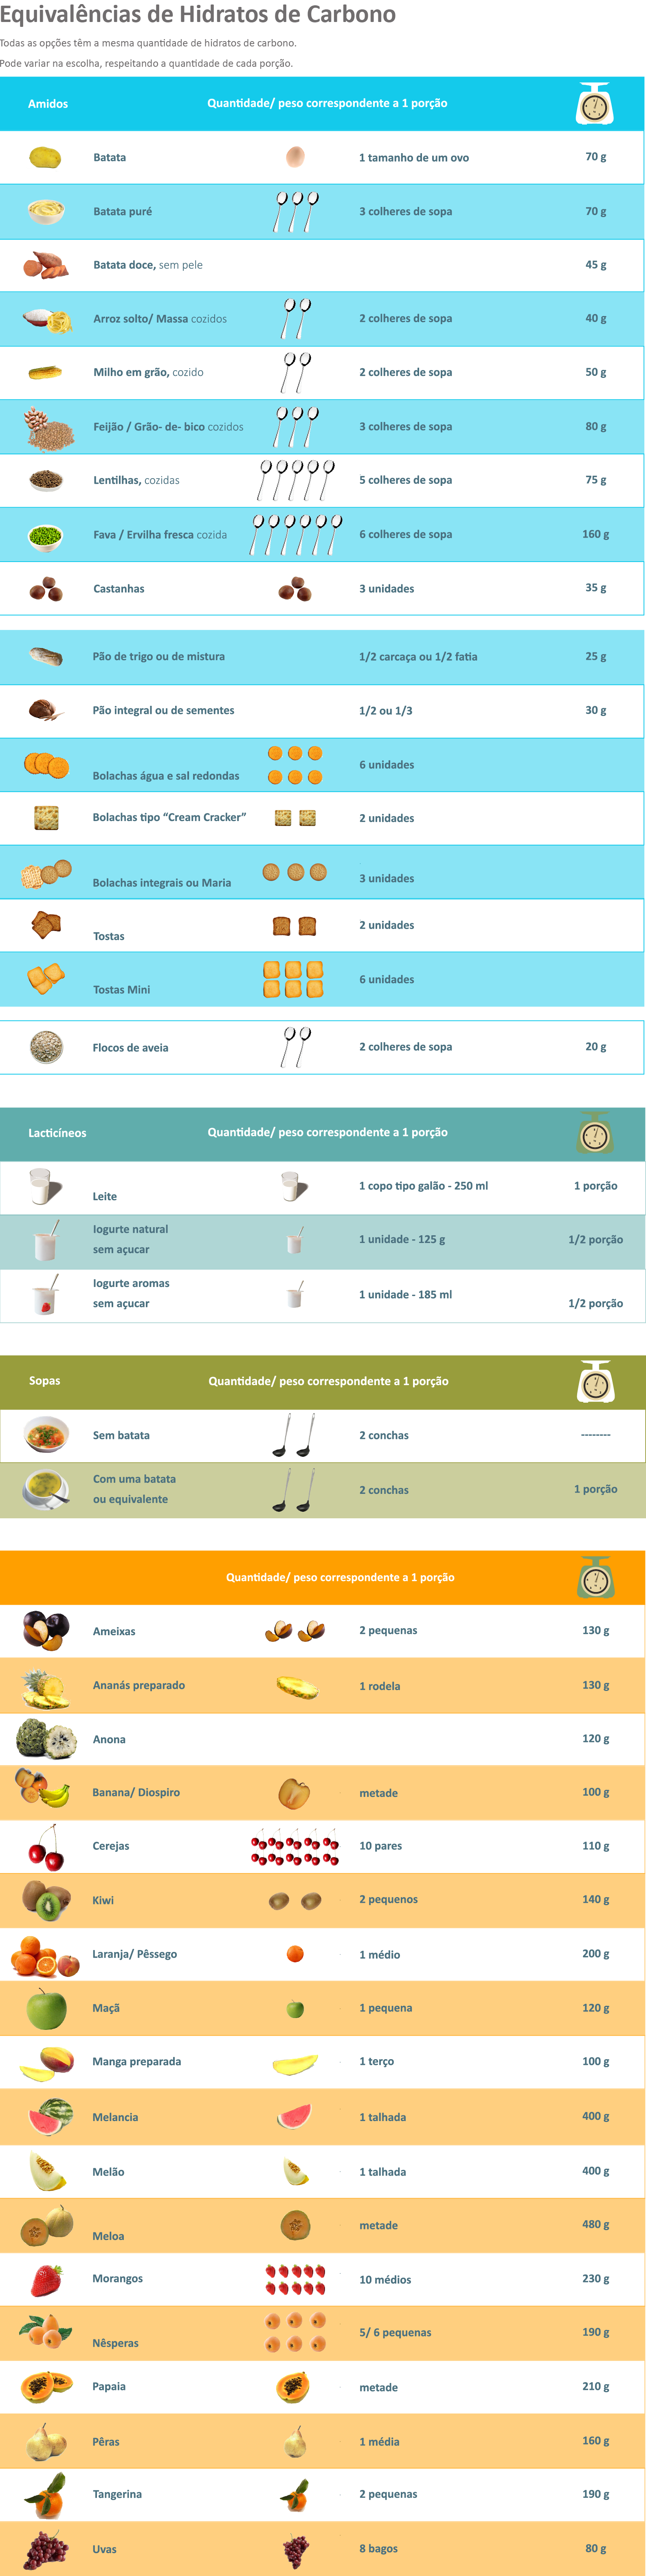 Equivalências de Hidratos de Carbono
Todas as opções têm a mesma quantidade de hidratos de carbono.
Pode variar na escolha, respeitando a quantidade de cada porção.
Amidos Quantidade/ peso correspondente a 1 porção
Batata 1 tamanho de um ovo 70 g
Batata puré 3 colheres de sopa 70 g
Batata doce, sem pele 45 g
Arroz solto/ Massa cozidos 2 colheres de sopa 40 g
Milho em grão, cozido 2 colheres de sopa 50 g
Feijão / Grão- de- bico cozidos 3 colheres de sopa 80 g
Lentilhas, cozidas 5 colheres de sopa 75 g
Fava / Ervilha fresca cozida 6 colheres de sopa 160 g
Castanhas 3 unidades 35 g
Pão de trigo ou de mistura 1/2 carcaça ou 1/2 fatia 25 g
Pão integral ou de sementes 1/2 ou 1/3 30 g
Bolachas água e sal redondas 6 unidades
Bolachas tipo “Cream Cracker” 2 unidades
Bolachas integrais ou Maria 3 unidades
Tostas 2 unidades
Tostas Mini 6 unidades
Flocos de aveia 2 colheres de sopa 20 g
Lacticíneos Quantidade/ peso correspondente a 1 porção
Leite 1 copo tipo galão - 250 ml 1 porção
Iogurte natural
sem açucar 1 unidade - 125 g 1/2 porção
Iogurte aromas
sem açucar 1 unidade - 185 ml 1/2 porção
Sopas Quantidade/ peso correspondente a 1 porção
Sem batata 2 conchas --------
Com uma batata
ou equivalente 2 conchas 1 porção
Quantidade/ peso correspondente a 1 porção
Ameixas 2 pequenas 130 g
Ananás preparado 1 rodela 130 g
Anona 120 g
Banana/ Diospiro metade 100 g
Cerejas 10 pares 110 g
Kiwi 2 pequenos 140 g
Laranja/ Pêssego 1 médio 200 g
Maçã 1 pequena 120 g
Manga preparada 1 terço 100 g
Melancia 1 talhada 400 g
Melão 1 talhada 400 g
Meloa metade 480 g
Morangos 10 médios 230 g
Nêsperas 5/ 6 pequenas 190 g
Papaia metade 210 g
Pêras 1 média 160 g
Tangerina 2 pequenas 190 g
Uvas 8 bagos 80 g